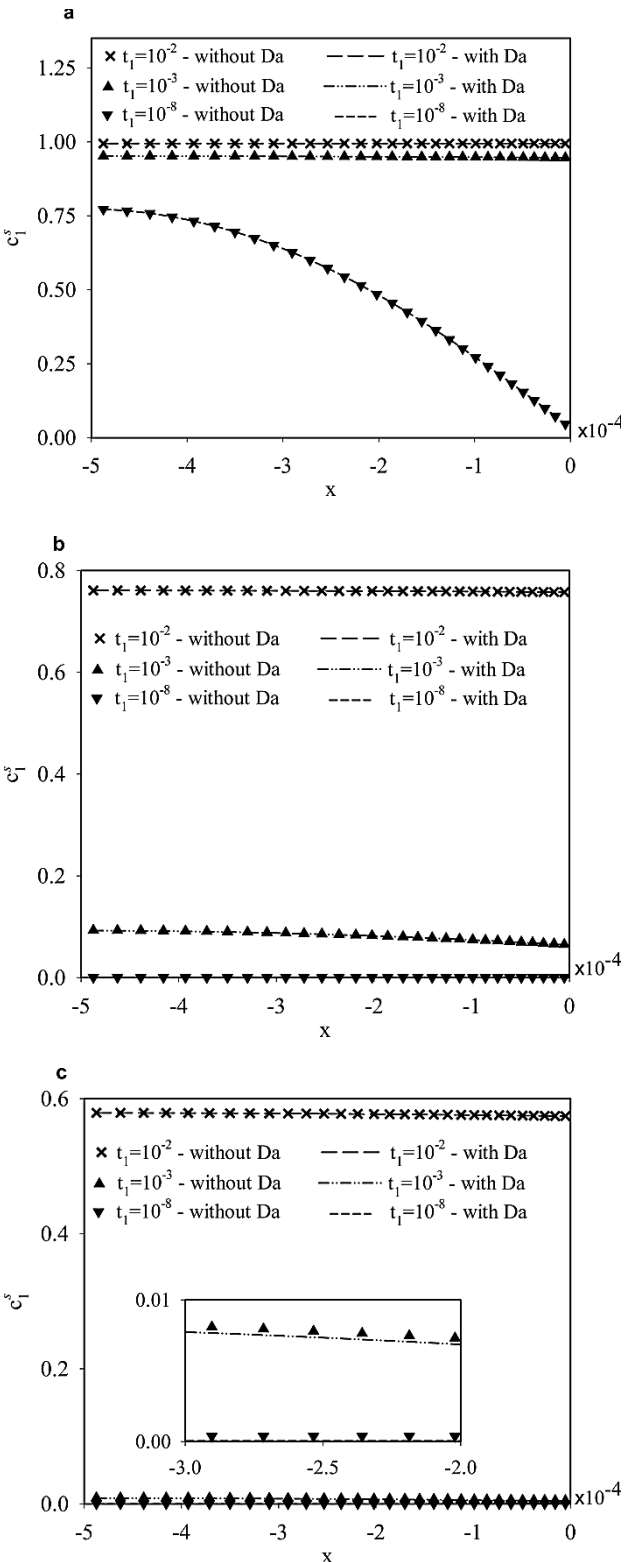 a
1.25
1.00
0.75
0.50
0.25
0.00
c₁ˢ
t₁=10⁻² - without Da t₁=10⁻² - with Da
t₁=10⁻³ - without Da t₁=10⁻³ - with Da
t₁=10⁻⁸ - without Da t₁=10⁻⁸ - with Da
x10⁻⁴
-5 -4 -3 -2 -1 0
x
b
0.8
0.6
0.4
0.2
0.0
c₁ˢ
t₁=10⁻² - without Da t₁=10⁻² - with Da
t₁=10⁻³ - without Da t₁=10⁻³ - with Da
t₁=10⁻⁸ - without Da t₁=10⁻⁸ - with Da
x10⁻⁴
-5 -4 -3 -2 -1 0
x
c
0.6
0.4
0.2
0.0
c₁ˢ
t₁=10⁻² - without Da t₁=10⁻² - with Da
t₁=10⁻³ - without Da t₁=10⁻³ - with Da
t₁=10⁻⁸ - without Da t₁=10⁻⁸ - with Da
0.01
0.00
-3.0 -2.5 -2.0
x10⁻⁴
-5 -4 -3 -2 -1 0
x